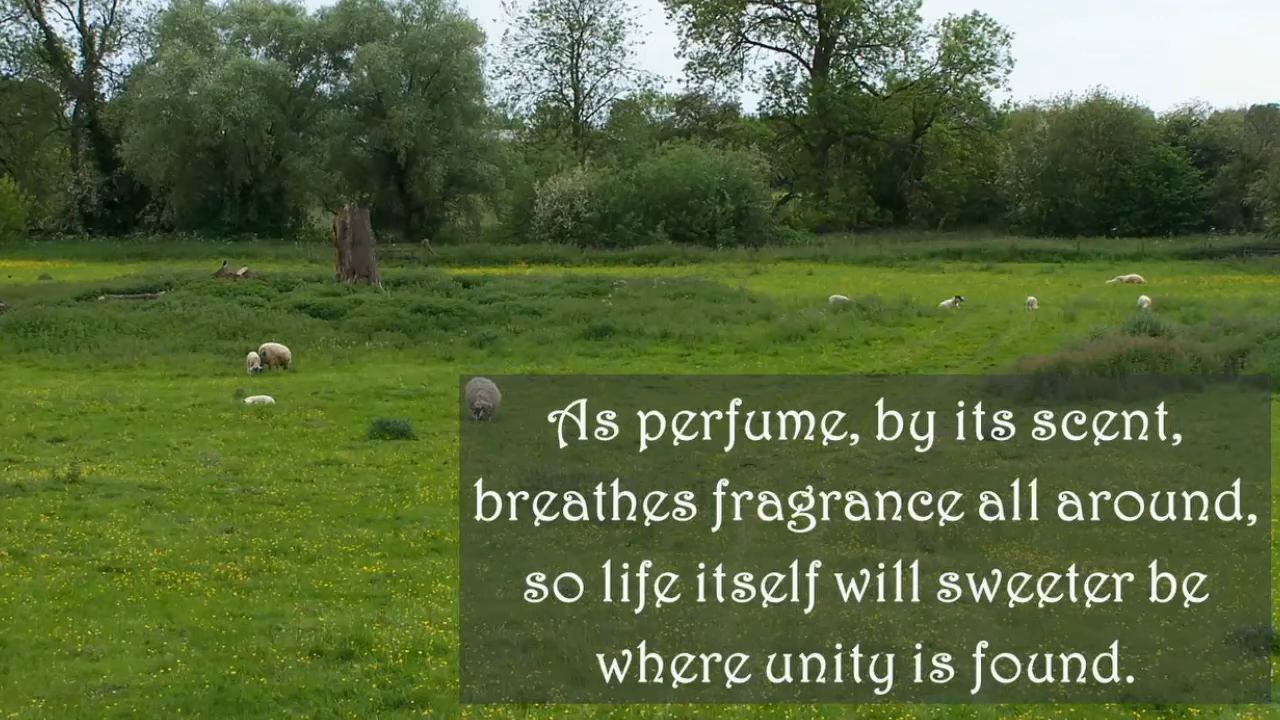 As perfume, by its scent,
breathes fragrance all around,
so life itself will sweeter be
where unity is found.